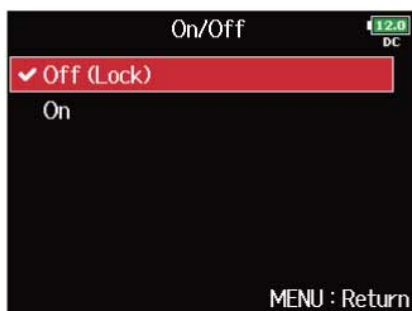 On/Off
12.0
DC
Off (Lock)
On
MENU : Return